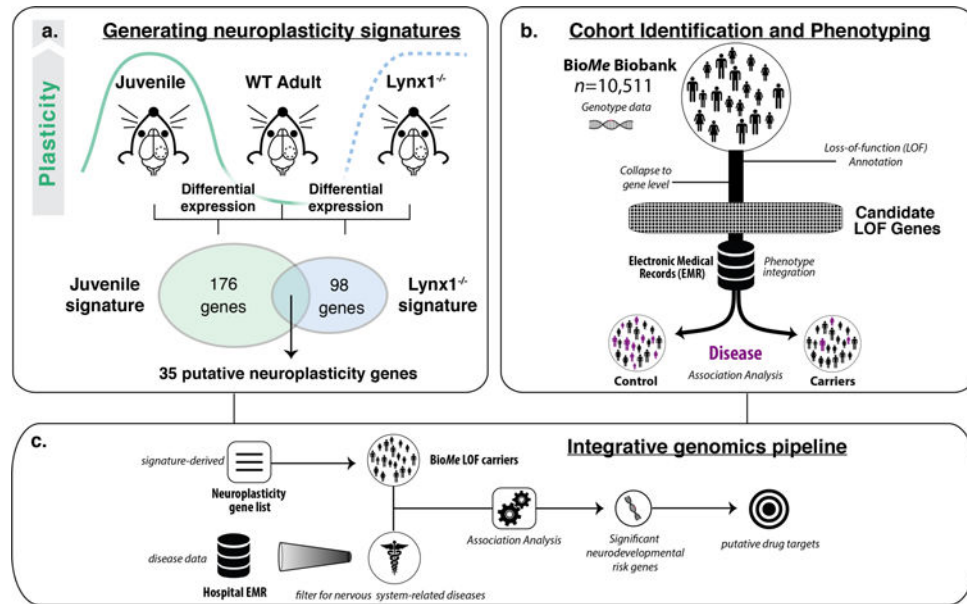 a.
Generating neuroplasticity signatures
Plasticity
Juvenile
WT Adult
Lynx1-/-
Differential
expression
Differential
expression
Juvenile
signature
176
genes
98
genes
Lynx1-/-
signature
35 putative neuroplasticity genes
b.
Cohort Identification and Phenotyping
BioMe Biobank
n=10,511
Genotype data
Loss-of-function (LOF)
Annotation
Collapse to
gene level
Candidate
LOF Genes
Electronic Medical
Records (EMR)
Phenotype
integration
Disease
Association Analysis
Control
Carriers
c.
Integrative genomics pipeline
signature-derived
Neuroplasticity
gene list
BioMe LOF carriers
Association Analysis
Significant
neurodevelopmental
risk genes
putative drug targets
disease data
Hospital EMR
filter for nervous system-related diseases